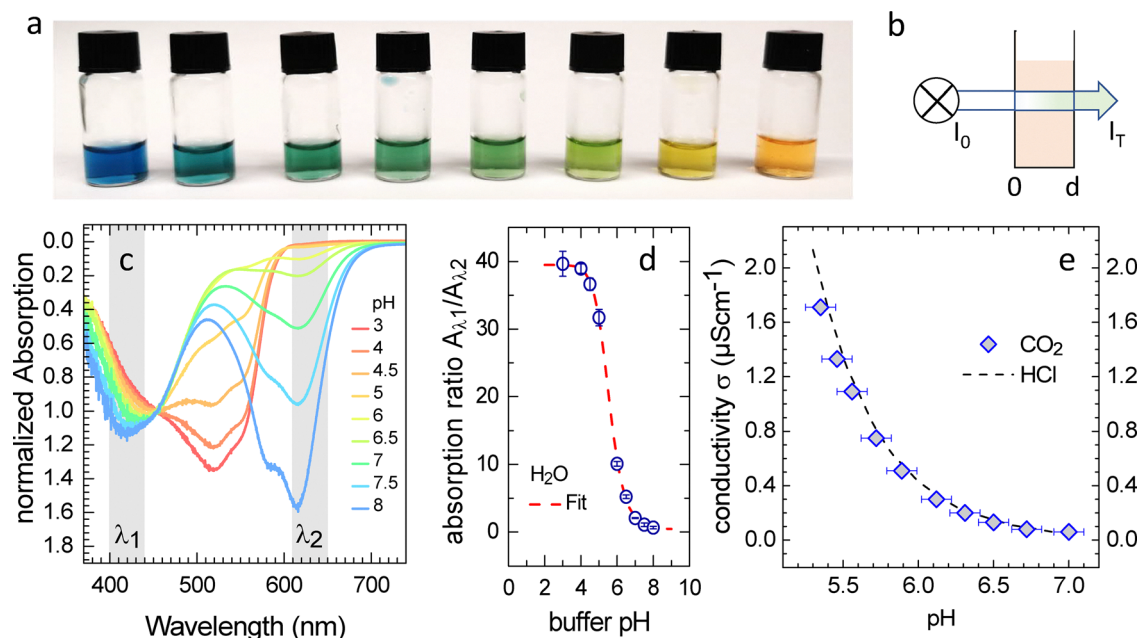 a
b
I₀
I_T
0
d
c
normalized Absorption
0.0
0.2
0.4
0.6
0.8
1.0
1.2
1.4
1.6
1.8
pH
3
4
4.5
5
6
6.5
7
7.5
8
λ₁
λ₂
400
500
600
700
Wavelength (nm)
d
absorption ratio A_λ1/A_λ2
40
30
20
10
0
H₂O
Fit
0
2
4
6
8
10
buffer pH
e
conductivity σ (µScm⁻¹)
2.0
1.6
1.2
0.8
0.4
0.0
CO₂
HCl
2.0
1.6
1.2
0.8
0.4
0.0
5.5
6.0
6.5
7.0
pH